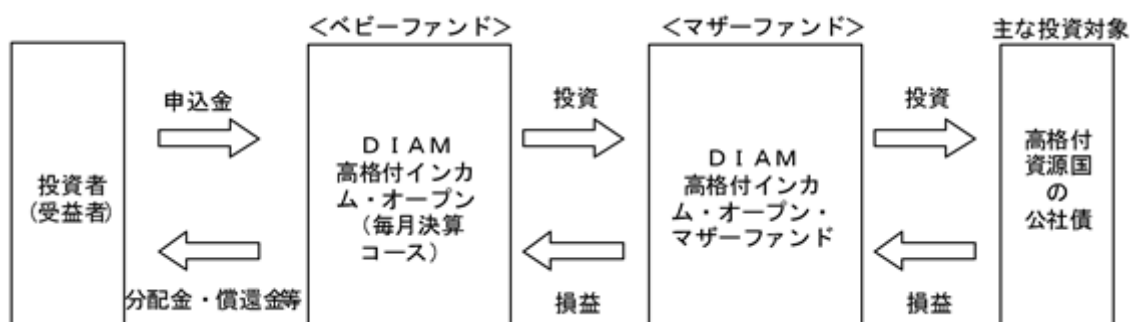 <ベビーファンド>
<マザーファンド>
主な投資対象
申込金
投資
投資
投資者
(受益者)
ＤＩＡＭ
高格付インカ
ム・オープン
(毎月決算
コース)
ＤＩＡＭ
高格付インカ
ム・オープン・
マザーファンド
高格付
資源国
の
公社債
分配金・償還金等
損益
損益